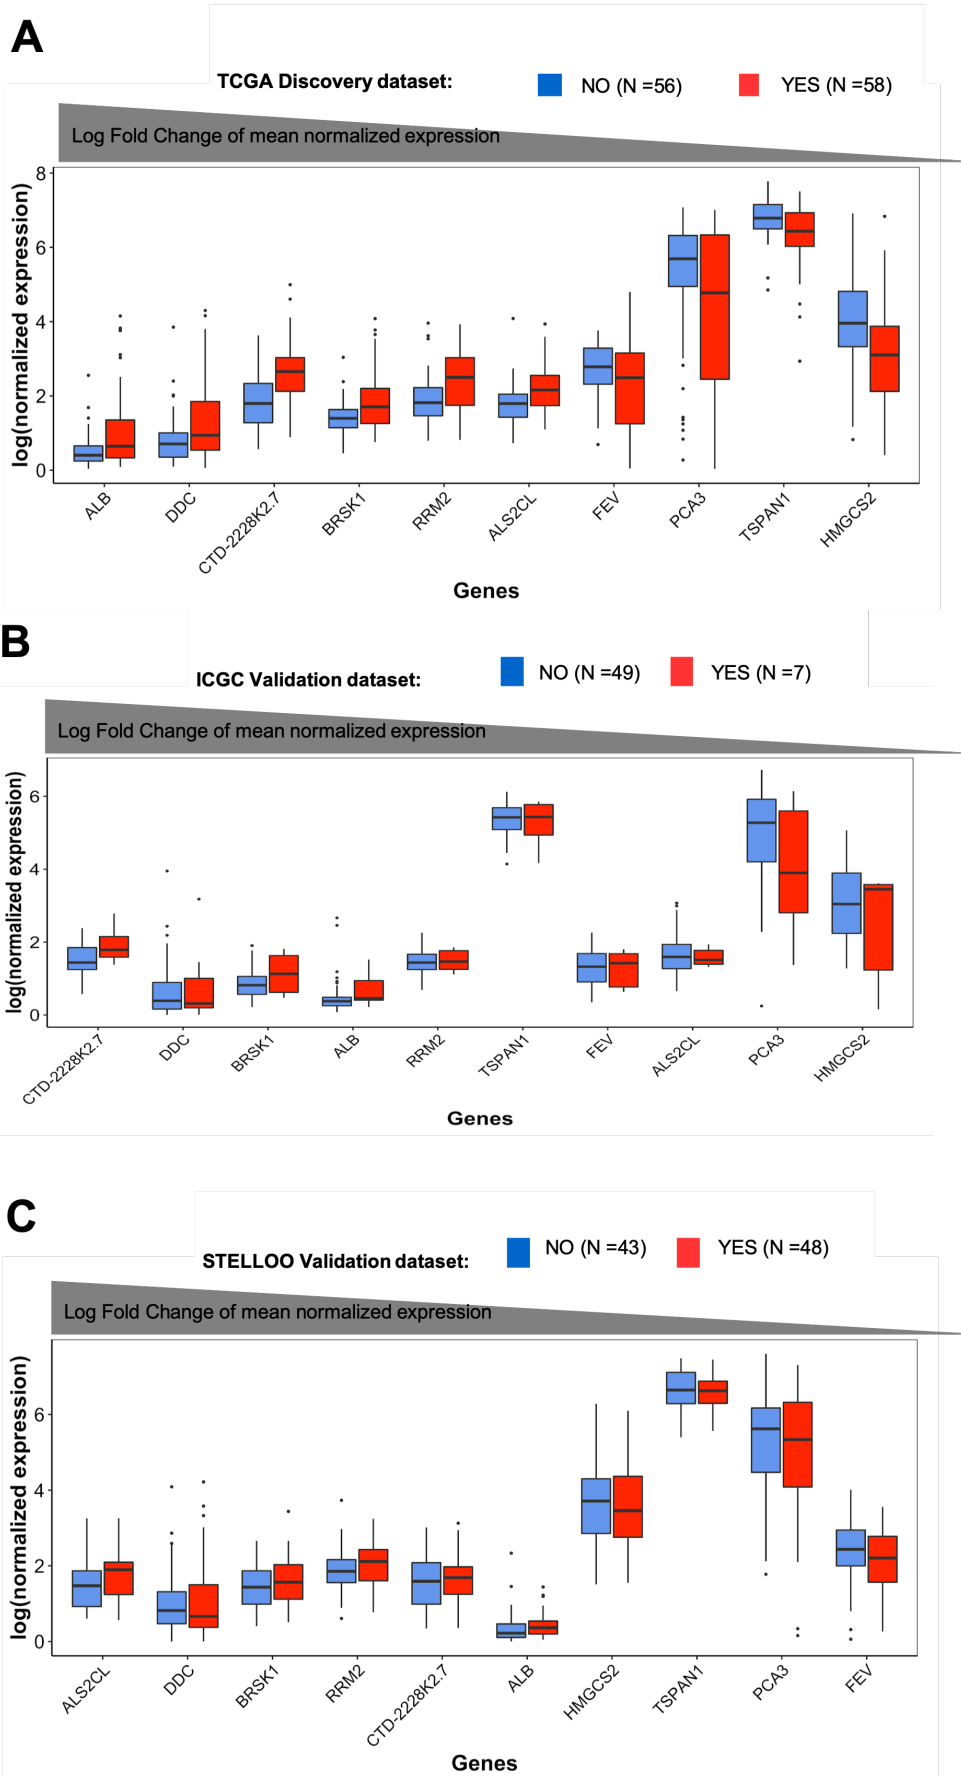 A
TCGA Discovery dataset: NO (N =56) YES (N =58)
Log Fold Change of mean normalized expression
log(normalized expression)
8
6
4
2
0
ALB DDC CTD-2228K2.7 BRSK1 RRM2 ALS2CL FEV PCA3 TSPAN1 HMGCS2
Genes
B
ICGC Validation dataset: NO (N =49) YES (N =7)
Log Fold Change of mean normalized expression
log(normalized expression)
6
4
2
0
CTD-2228K2.7 DDC BRSK1 ALB RRM2 TSPAN1 FEV ALS2CL PCA3 HMGCS2
Genes
C
STELLOO Validation dataset: NO (N =43) YES (N =48)
Log Fold Change of mean normalized expression
log(normalized expression)
6
4
2
0
ALS2CL DDC BRSK1 RRM2 CTD-2228K2.7 ALB HMGCS2 TSPAN1 PCA3 FEV
Genes